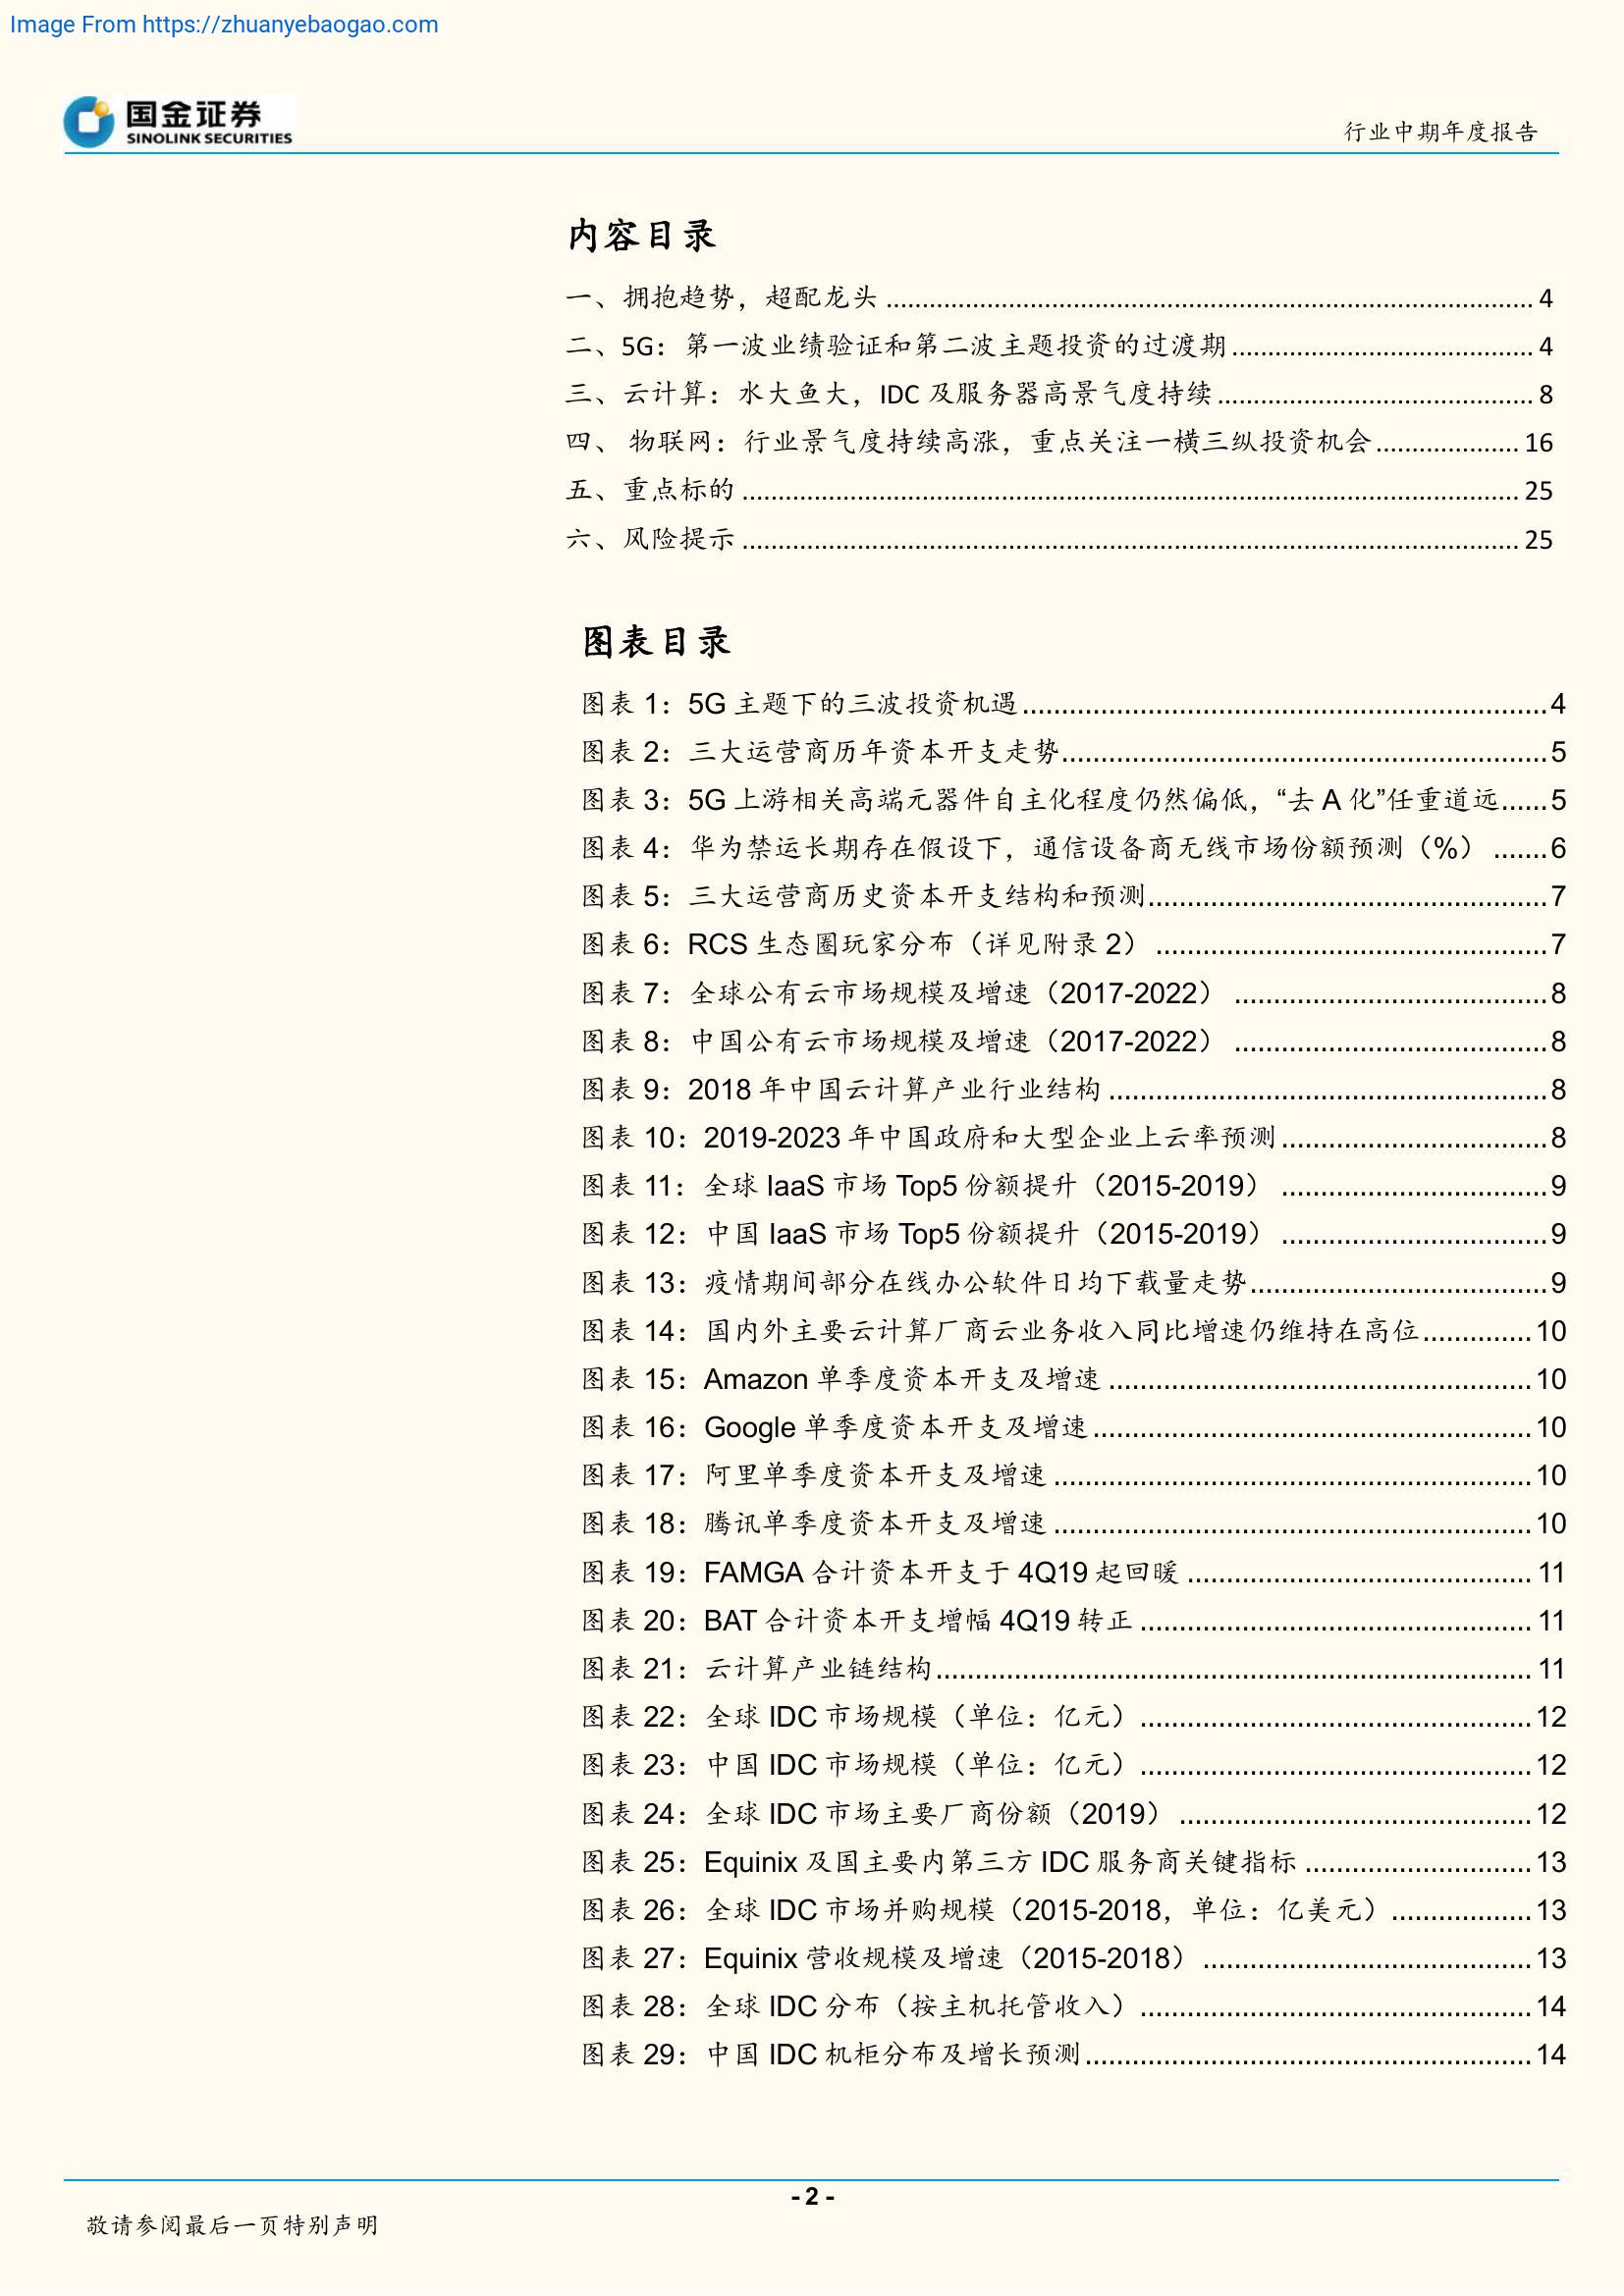 Image From https://zhuanyebaogao.com
国金证券
SINOLINK SECURITIES
行业中期年度报告
内容目录
一、拥抱趋势，超配龙头 ........ 4
二、5G：第一波业绩验证和第二波主题投资的过渡期 ........ 4
三、云计算：水大鱼大，IDC 及服务器高景气度持续 ........ 8
四、 物联网：行业景气度持续高涨，重点关注一横三纵投资机会 ........ 16
五、重点标的 ........ 25
六、风险提示 ........ 25
图表目录
图表 1：5G 主题下的三波投资机遇 ........ 4
图表 2：三大运营商历年资本开支走势 ........ 5
图表 3：5G 上游相关高端元器件自主化程度仍然偏低，“去 A 化”任重道远 ...... 5
图表 4：华为禁运长期存在假设下，通信设备商无线市场份额预测（%） ....... 6
图表 5：三大运营商历史资本开支结构和预测 ........ 7
图表 6：RCS 生态圈玩家分布（详见附录 2） ........ 7
图表 7：全球公有云市场规模及增速（2017-2022） ........ 8
图表 8：中国公有云市场规模及增速（2017-2022） ........ 8
图表 9：2018 年中国云计算产业行业结构 ........ 8
图表 10：2019-2023 年中国政府和大型企业上云率预测 ........ 8
图表 11：全球 IaaS 市场 Top5 份额提升（2015-2019） ........ 9
图表 12：中国 IaaS 市场 Top5 份额提升（2015-2019） ........ 9
图表 13：疫情期间部分在线办公软件日均下载量走势 ........ 9
图表 14：国内外主要云计算厂商云业务收入同比增速仍维持在高位 ........ 10
图表 15：Amazon 单季度资本开支及增速 ........ 10
图表 16：Google 单季度资本开支及增速 ........ 10
图表 17：阿里单季度资本开支及增速 ........ 10
图表 18：腾讯单季度资本开支及增速 ........ 10
图表 19：FAMGA 合计资本开支于 4Q19 起回暖 ........ 11
图表 20：BAT 合计资本开支增幅 4Q19 转正 ........ 11
图表 21：云计算产业链结构 ........ 11
图表 22：全球 IDC 市场规模（单位：亿元） ........ 12
图表 23：中国 IDC 市场规模（单位：亿元） ........ 12
图表 24：全球 IDC 市场主要厂商份额（2019） ........ 12
图表 25：Equinix 及国主要内第三方 IDC 服务商关键指标 ........ 13
图表 26：全球 IDC 市场并购规模（2015-2018，单位：亿美元） ........ 13
图表 27：Equinix 营收规模及增速（2015-2018） ........ 13
图表 28：全球 IDC 分布（按主机托管收入） ........ 14
图表 29：中国 IDC 机柜分布及增长预测 ........ 14
- 2 -
敬请参阅最后一页特别声明